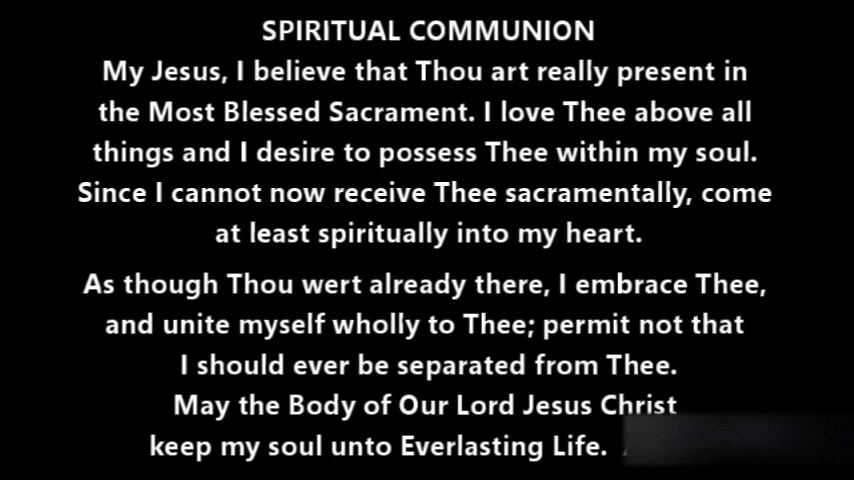 SPIRITUAL COMMUNION
My Jesus, I believe that Thou art really present in
the Most Blessed Sacrament. I love Thee above all
things and I desire to possess Thee within my soul.
Since I cannot now receive Thee sacramentally, come
at least spiritually into my heart.
As though Thou wert already there, I embrace Thee,
and unite myself wholly to Thee; permit not that
I should ever be separated from Thee.
May the Body of Our Lord Jesus Christ
keep my soul unto Everlasting Life.